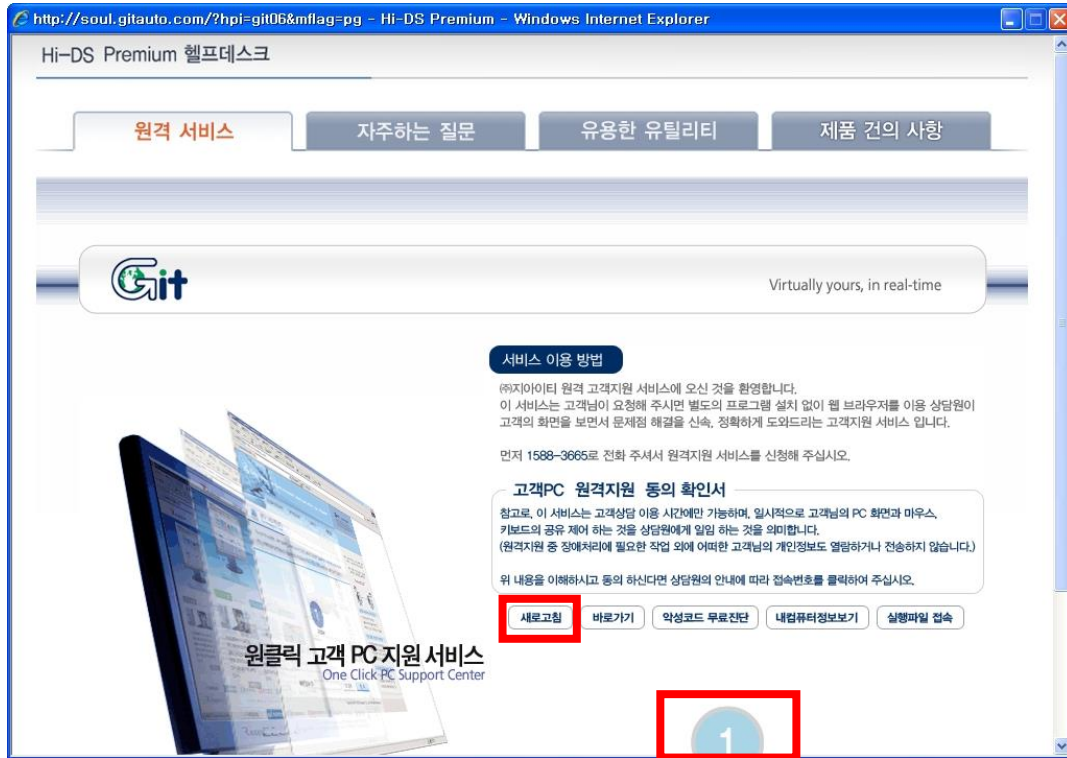 http://soul.gitauto.com/?hpi=git06&mflag=pg - Hi-DS Premium - Windows Internet Explorer
Hi-DS Premium 헬프데스크
원격 서비스
자주하는 질문
유용한 유틸리티
제품 건의 사항
Git
Virtually yours, in real-time
서비스 이용 방법
㈜지아이티 원격 고객지원 서비스에 오신 것을 환영합니다.
이 서비스는 고객님이 요청해 주시면 별도의 프로그램 설치 없이 웹 브라우저를 이용 상담원이
고객의 화면을 보면서 문제점 해결을 신속, 정확하게 도와드리는 고객지원 서비스 입니다.
먼저 1588-3665로 전화 주셔서 원격지원 서비스를 신청해 주십시오.
고객PC 원격지원 동의 확인서
참고로, 이 서비스는 고객상담 이용 시간에만 가능하며, 일시적으로 고객님의 PC 화면과 마우스,
키보드의 공유 제어 하는 것을 상담원에게 일임 하는 것을 의미합니다.
(원격지원 중 장애처리에 필요한 작업 외에 어떠한 고객님의 개인정보도 열람하거나 전송하지 않습니다.)
위 내용을 이해하시고 동의 하신다면 상담원의 안내에 따라 접속번호를 클릭하여 주십시오.
새로고침
바로가기
악성코드 무료진단
내컴퓨터정보보기
실행파일 접속
원클릭 고객 PC 지원 서비스
One Click PC Support Center
1